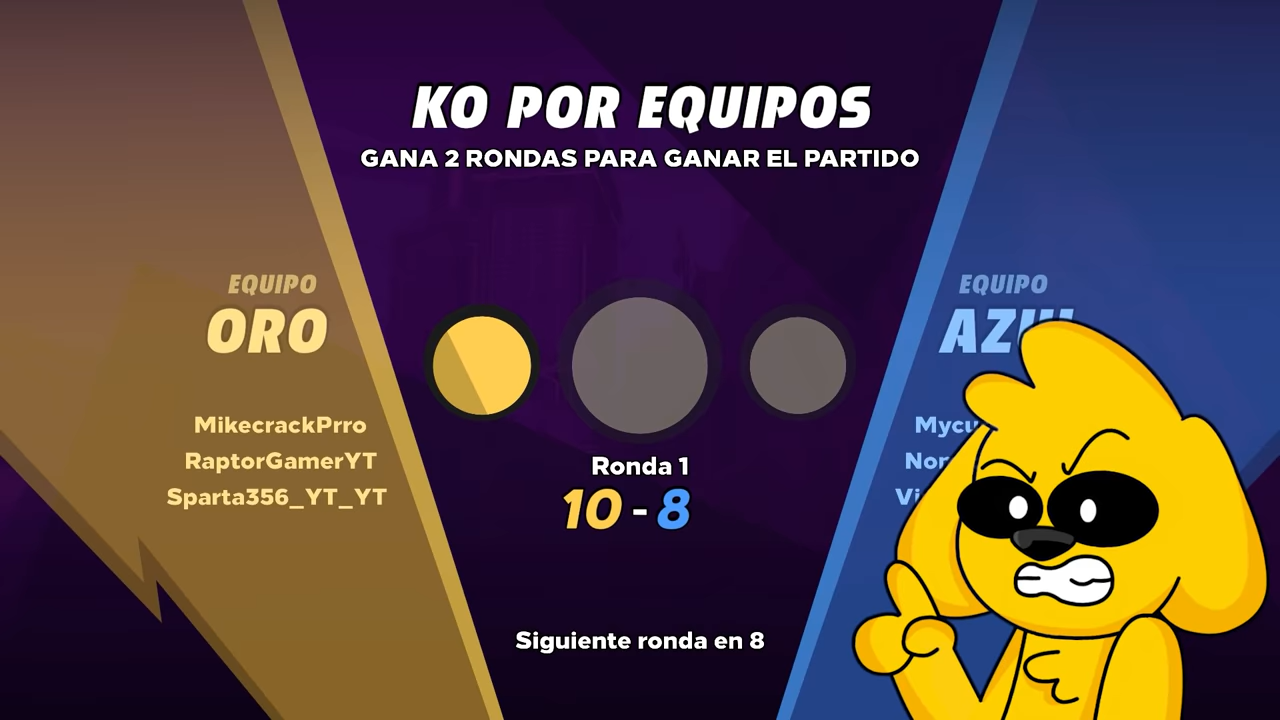 KO POR EQUIPOS
GANA 2 RONDAS PARA GANAR EL PARTIDO
EQUIPO
ORO
MikecrackPrro
RaptorGamerYT
Sparta356_YT_YT
Ronda 1
10 - 8
Siguiente ronda en 8
EQUIPO